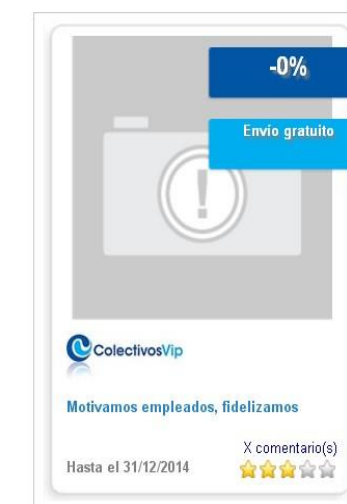 -0%
Envío gratuito
ColectivosVip
Motivamos empleados, fidelizamos
X comentario(s)
Hasta el 31/12/2014